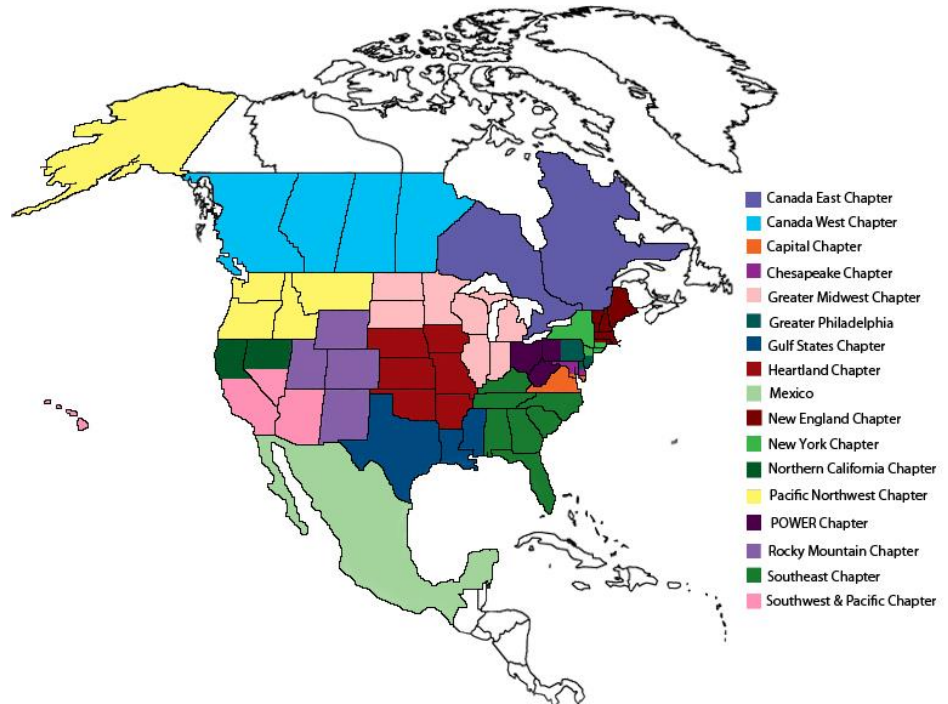 Canada East Chapter
Canada West Chapter
Capital Chapter
Chesapeake Chapter
Greater Midwest Chapter
Greater Philadelphia
Gulf States Chapter
Heartland Chapter
Mexico
New England Chapter
New York Chapter
Northern California Chapter
Pacific Northwest Chapter
POWER Chapter
Rocky Mountain Chapter
Southeast Chapter
Southwest & Pacific Chapter